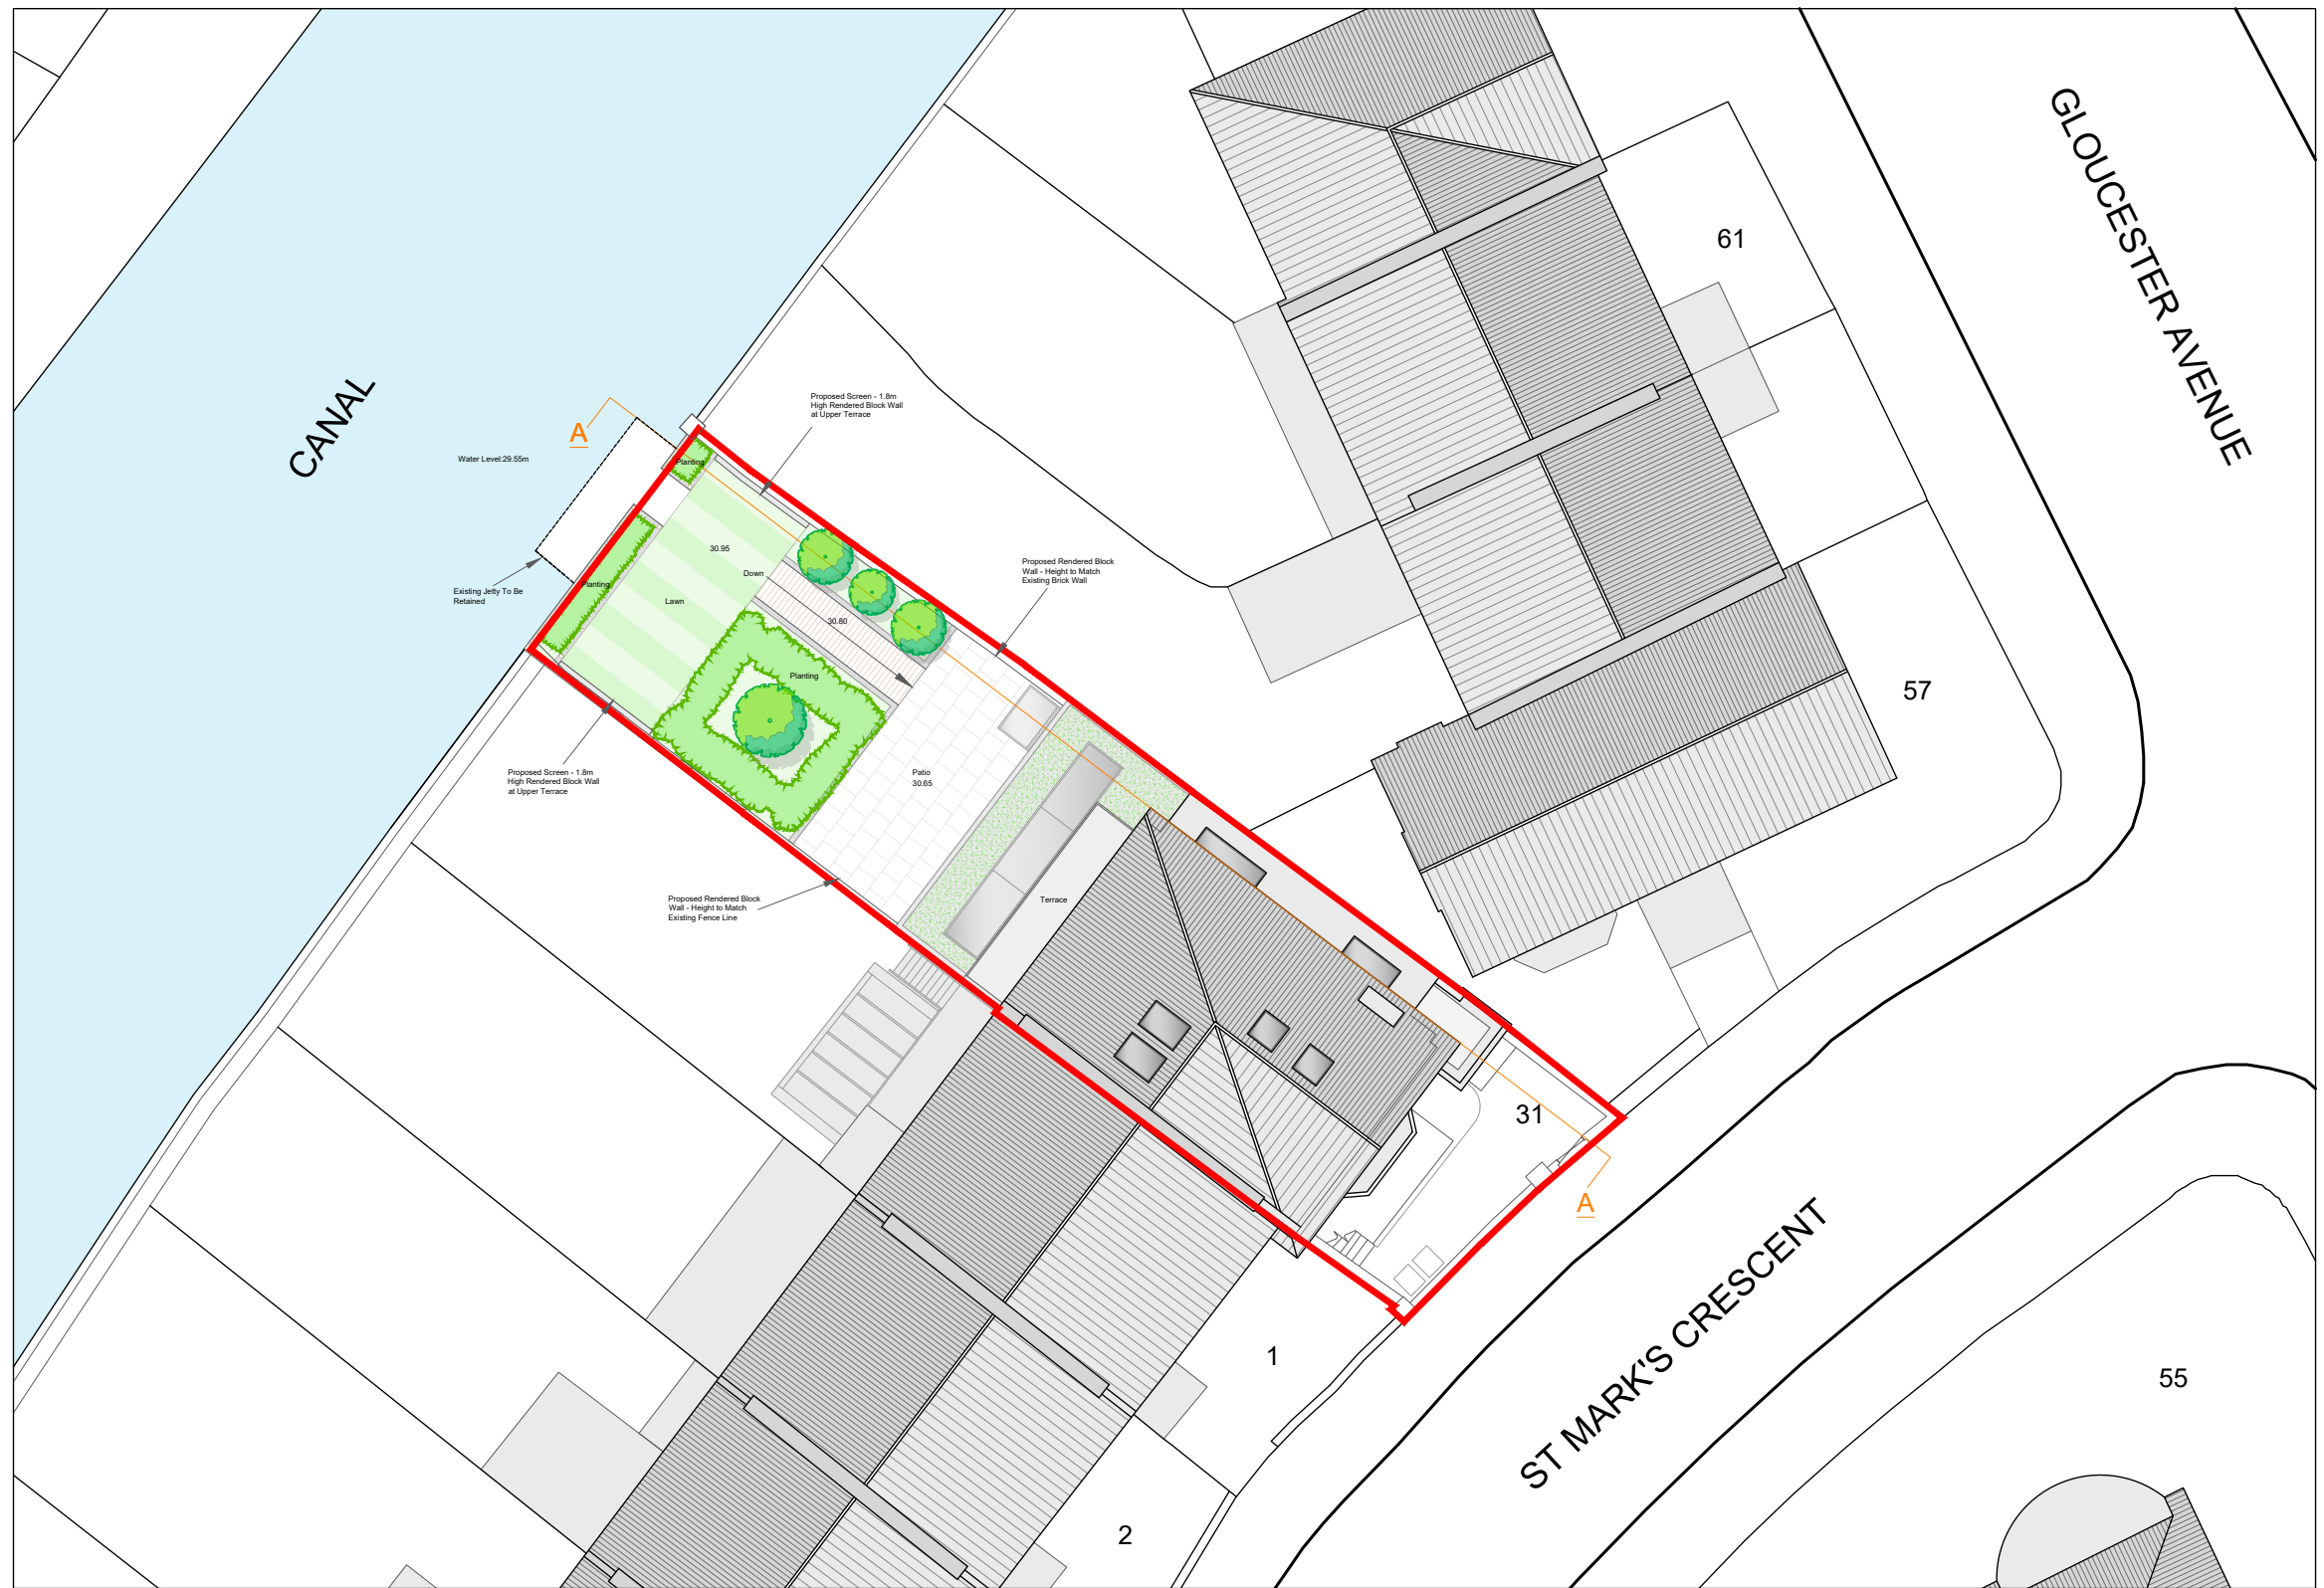 GLOUCESTER AVENUE
61
CANAL
Proposed Screen - 1.8m
High Rendered Block Wall
at Upper Terrace
A
Water Level:29.55m
Planting
30.95
Down
Proposed Rendered Block
Wall - Height to Match
Existing Brick Wall
Existing Jetty To Be
Retained
Planting
Lawn
30.80
Planting
57
Proposed Screen - 1.8m
High Rendered Block Wall
at Upper Terrace
Patio
30.65
Proposed Rendered Block
Wall - Height to Match
Existing Fence Line
Terrace
31
A
ST MARK'S CRESCENT
1
55
2